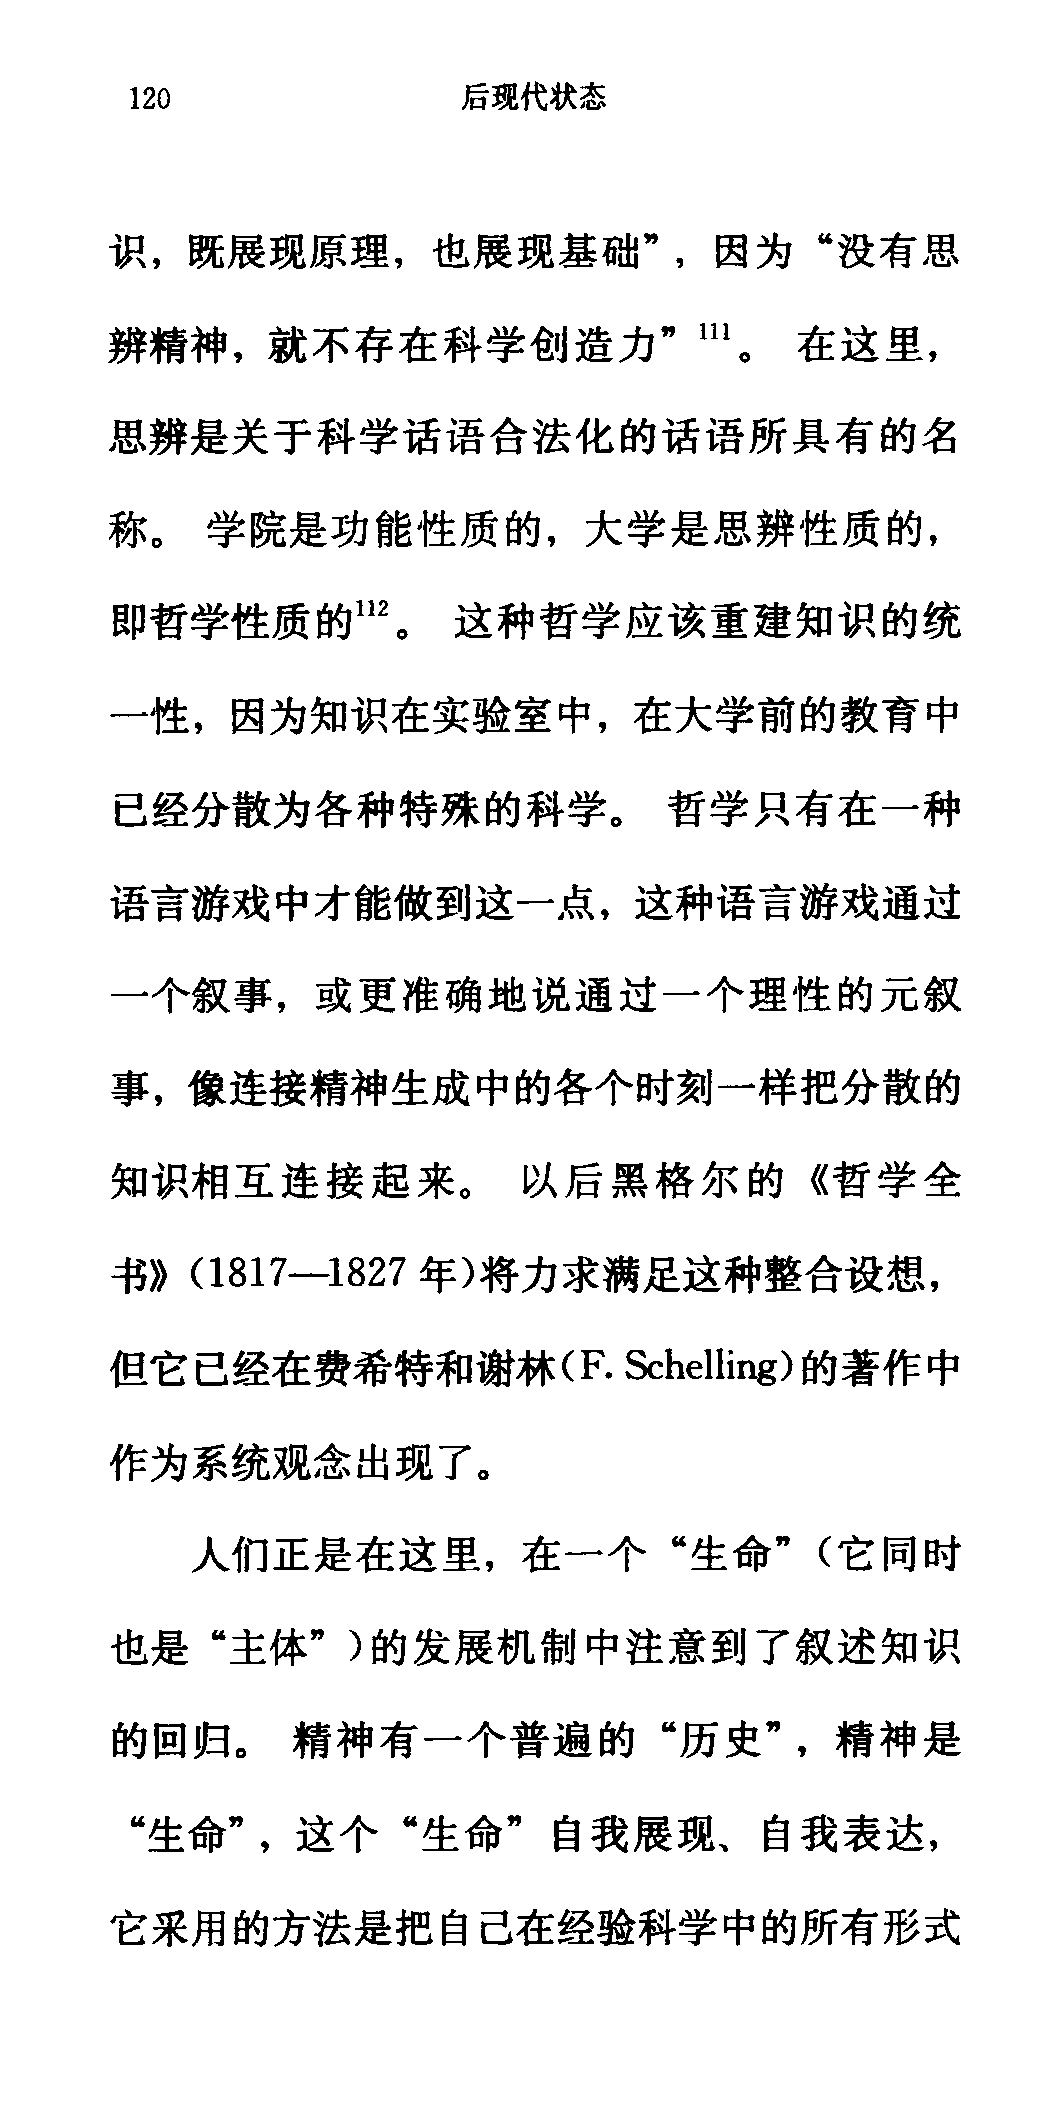 120 后现代状态
识，既展现原理，也展现基础”，因为“没有思
辨精神，就不存在科学创造力”111。 在这里，
思辨是关于科学话语合法化的话语所具有的名
称。 学院是功能性质的，大学是思辨性质的，
即哲学性质的112。 这种哲学应该重建知识的统
一性，因为知识在实验室中，在大学前的教育中
已经分散为各种特殊的科学。 哲学只有在一种
语言游戏中才能做到这一点，这种语言游戏通过
一个叙事，或更准确地说通过一个理性的元叙
事，像连接精神生成中的各个时刻一样把分散的
知识相互连接起来。 以后黑格尔的《哲学全
书》（1817—1827 年）将力求满足这种整合设想，
但它已经在费希特和谢林（F. Schelling）的著作中
作为系统观念出现了。
人们正是在这里，在一个“生命”（它同时
也是“主体”）的发展机制中注意到了叙述知识
的回归。 精神有一个普遍的“历史”，精神是
“生命”，这个“生命”自我展现、自我表达，
它采用的方法是把自己在经验科学中的所有形式